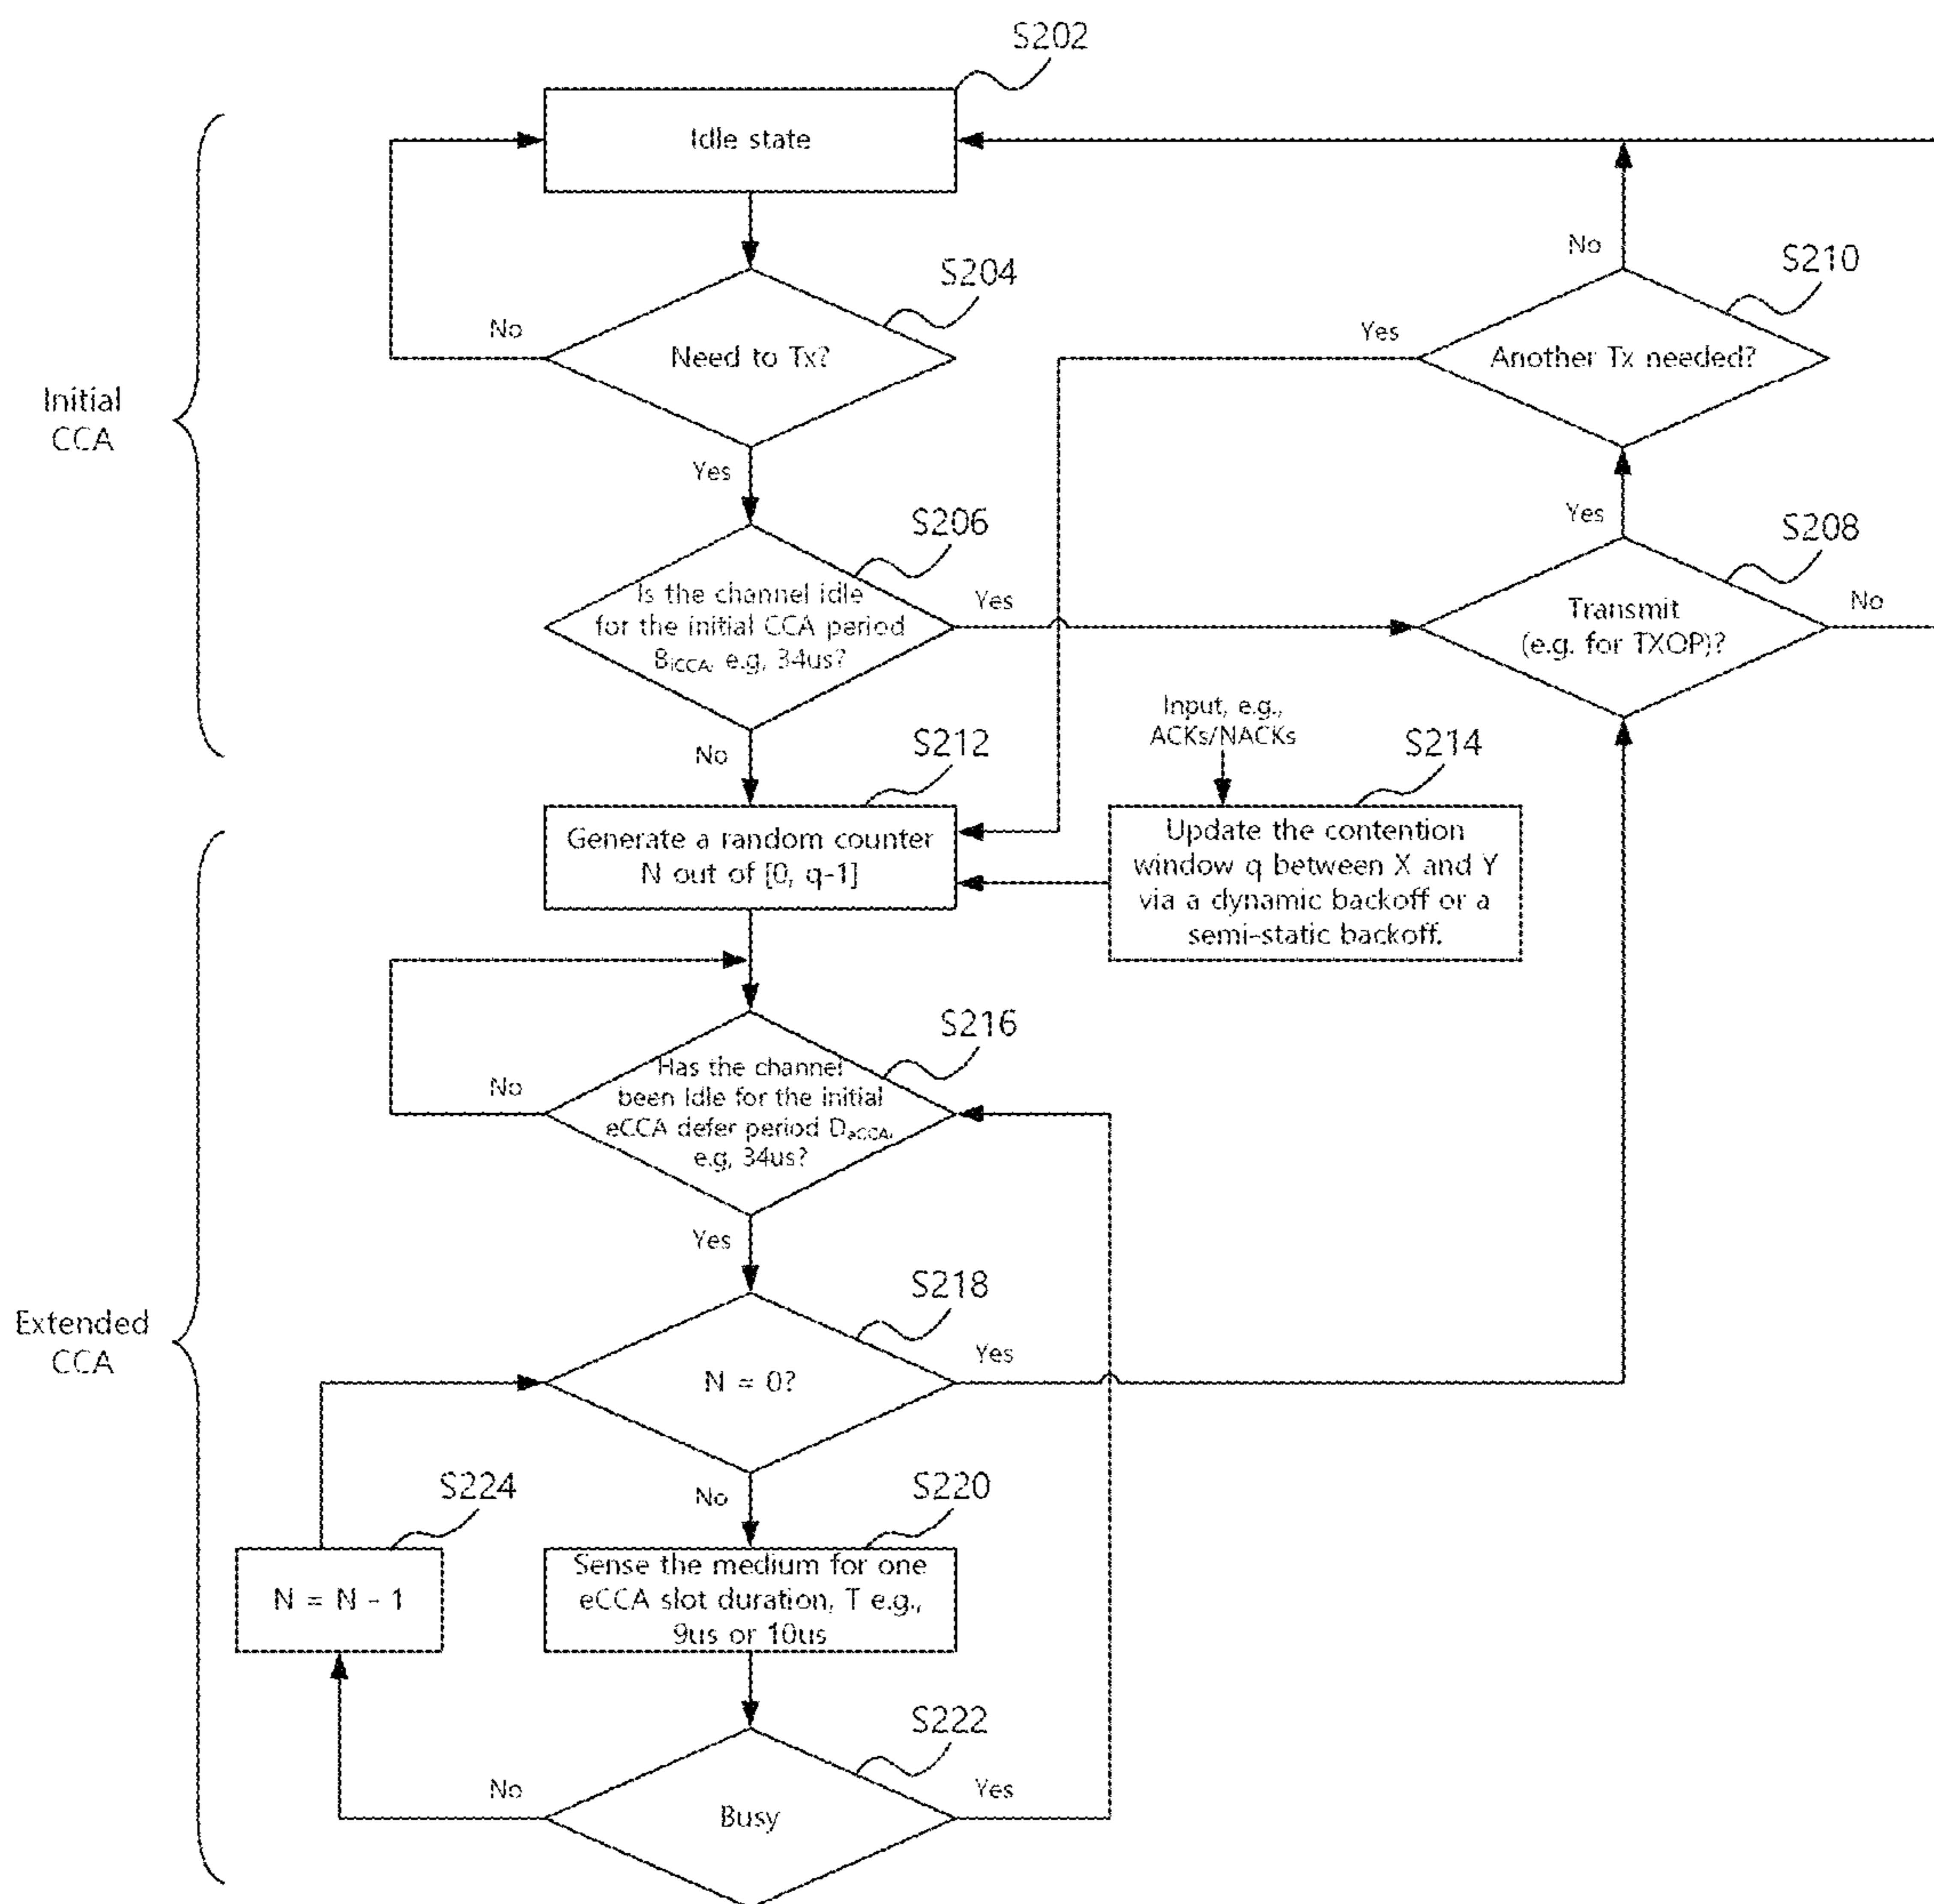 S202
Idle state
S204
No
Need to Tx?
Yes
S210
No
Yes
Another Tx needed?
Initial
CCA
S206
Is the channel idle
for the initial CCA period
BiCCA, e.g, 34us?
Yes
No
S208
Yes
Transmit
(e.g. for TXOP)?
No
S212
Generate a random counter
N out of [0, q-1]
Input, e.g.,
ACKs/NACKs
S214
Update the contention
window q between X and Y
via a dynamic backoff or a
semi-static backoff.
S216
Has the channel
been idle for the initial
eCCA defer period DeCCA,
e.g, 34us?
No
Yes
Extended
CCA
S218
N = 0?
Yes
No
S224
N = N - 1
S220
Sense the medium for one
eCCA slot duration, T e.g.,
9us or 10us
S222
No
Busy
Yes